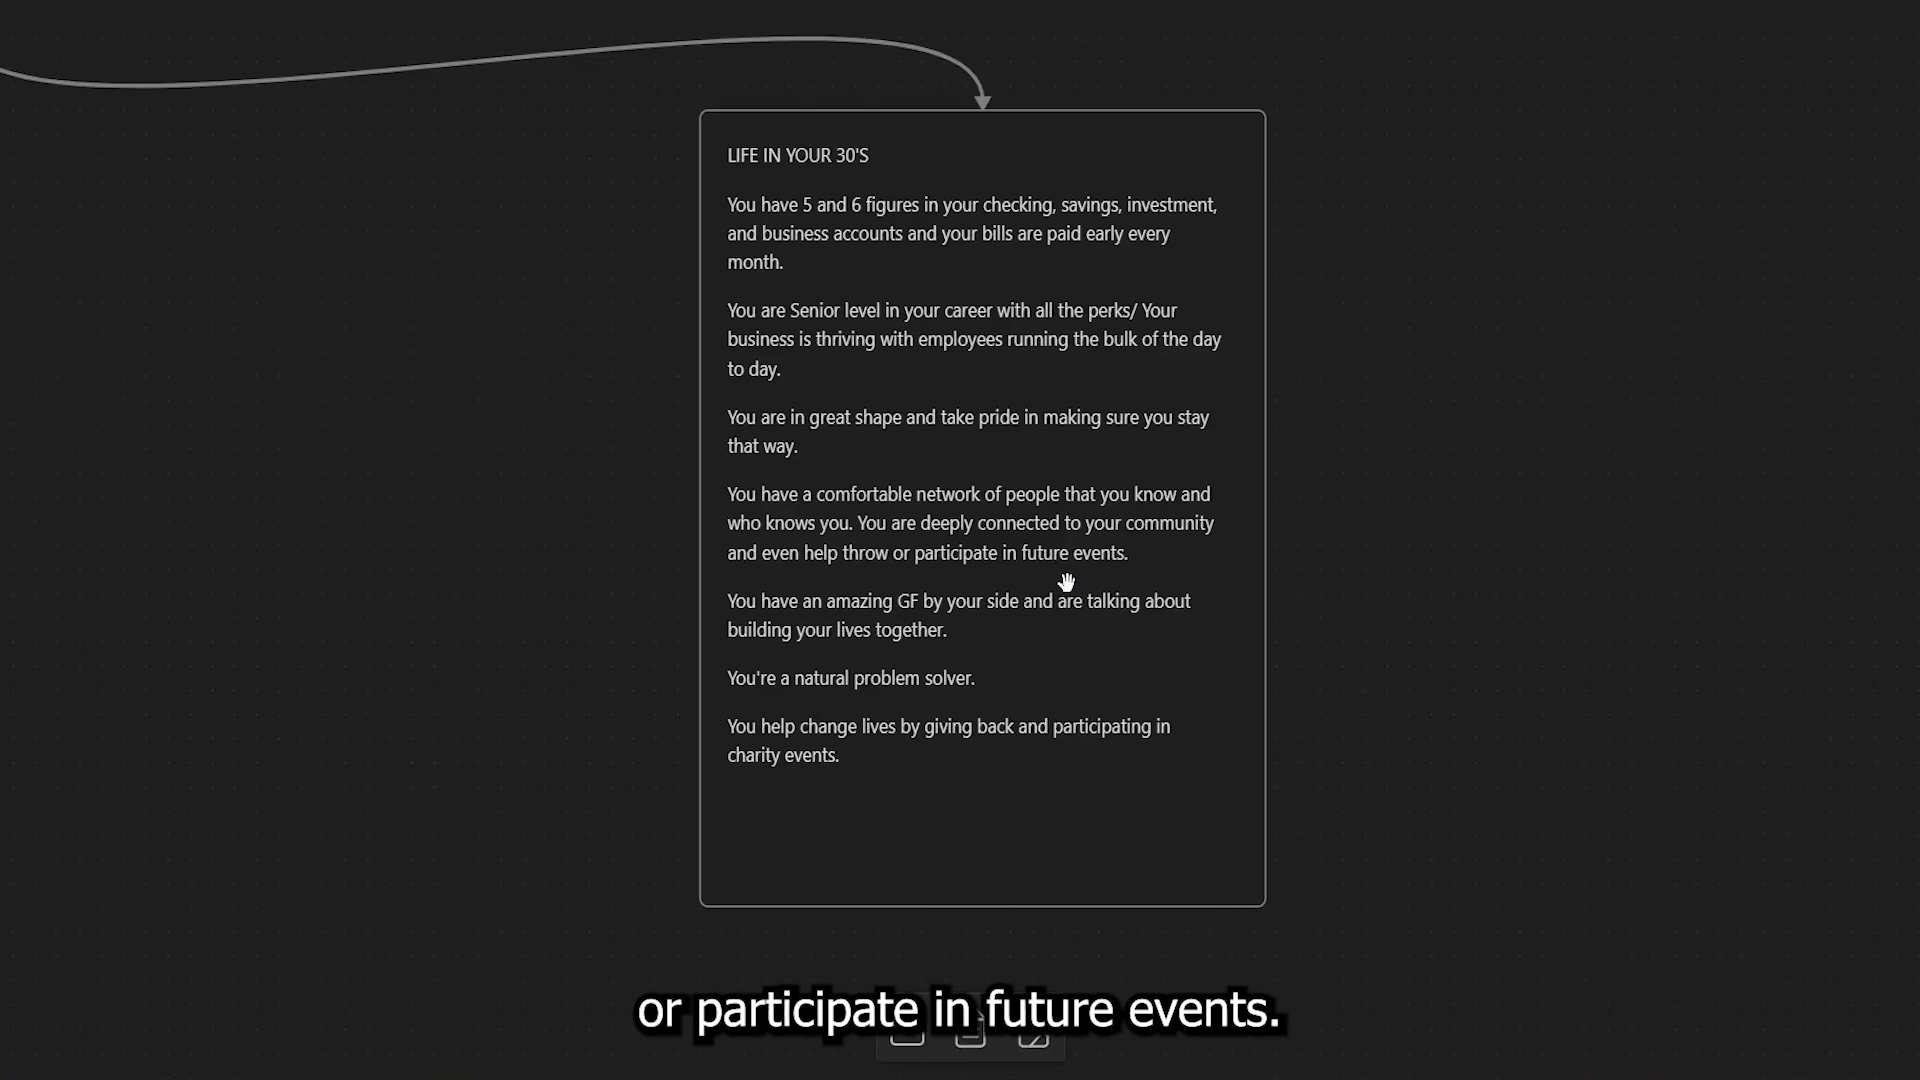 LIFE IN YOUR 30'S
You have 5 and 6 figures in your checking, savings, investment,
and business accounts and your bills are paid early every
month.
You are Senior level in your career with all the perks/ Your
business is thriving with employees running the bulk of the day
to day.
You are in great shape and take pride in making sure you stay
that way.
You have a comfortable network of people that you know and
who knows you. You are deeply connected to your community
and even help throw or participate in future events.
You have an amazing GF by your side and are talking about
building your lives together.
You're a natural problem solver.
You help change lives by giving back and participating in
charity events.
or participate in future events.